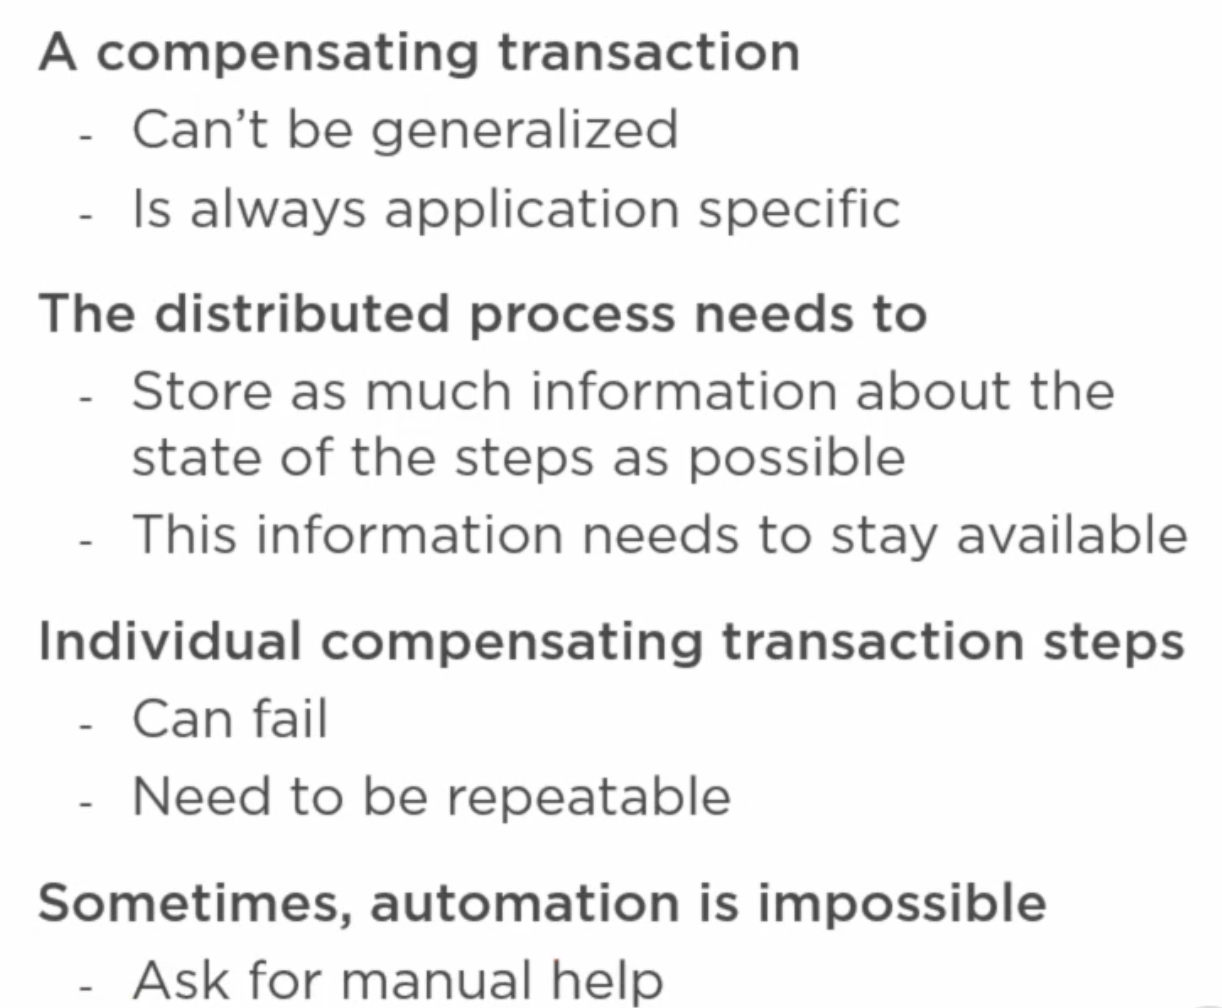 A compensating transaction
- Can’t be generalized
- Is always application specific
The distributed process needs to
- Store as much information about the
state of the steps as possible
- This information needs to stay available
Individual compensating transaction steps
- Can fail
- Need to be repeatable
Sometimes, automation is impossible
- Ask for manual help